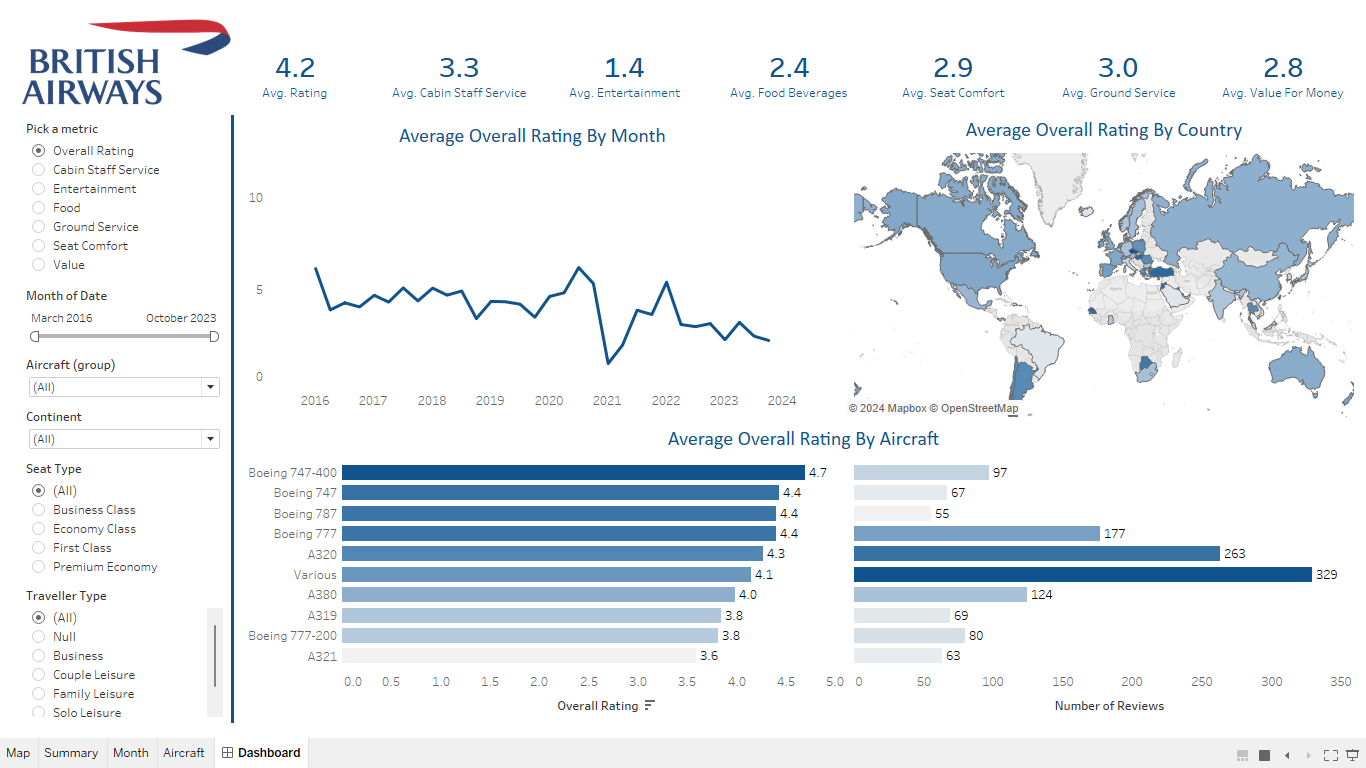 BRITISH
AIRWAYS
4.2
Avg. Rating
3.3
Avg. Cabin Staff Service
1.4
Avg. Entertainment
2.4
Avg. Food Beverages
2.9
Avg. Seat Comfort
3.0
Avg. Ground Service
2.8
Avg. Value For Money
Pick a metric
Overall Rating
Cabin Staff Service
Entertainment
Food
Ground Service
Seat Comfort
Value
Month of Date
March 2016 October 2023
Aircraft (group)
(All)
Continent
(All)
Seat Type
(All)
Business Class
Economy Class
First Class
Premium Economy
Traveller Type
(All)
Null
Business
Couple Leisure
Family Leisure
Solo Leisure
Average Overall Rating By Month
10
5
0
2016 2017 2018 2019 2020 2021 2022 2023 2024
Average Overall Rating By Country
© 2024 Mapbox © OpenStreetMap
Average Overall Rating By Aircraft
Boeing 747-400 4.7 97
Boeing 747 4.4 67
Boeing 787 4.4 55
Boeing 777 4.4 177
A320 4.3 263
Various 4.1 329
A380 4.0 124
A319 3.8 69
Boeing 777-200 3.8 80
A321 3.6 63
0.0 0.5 1.0 1.5 2.0 2.5 3.0 3.5 4.0 4.5 5.0
0 50 100 150 200 250 300 350
Overall Rating
Number of Reviews
Map Summary Month Aircraft Dashboard